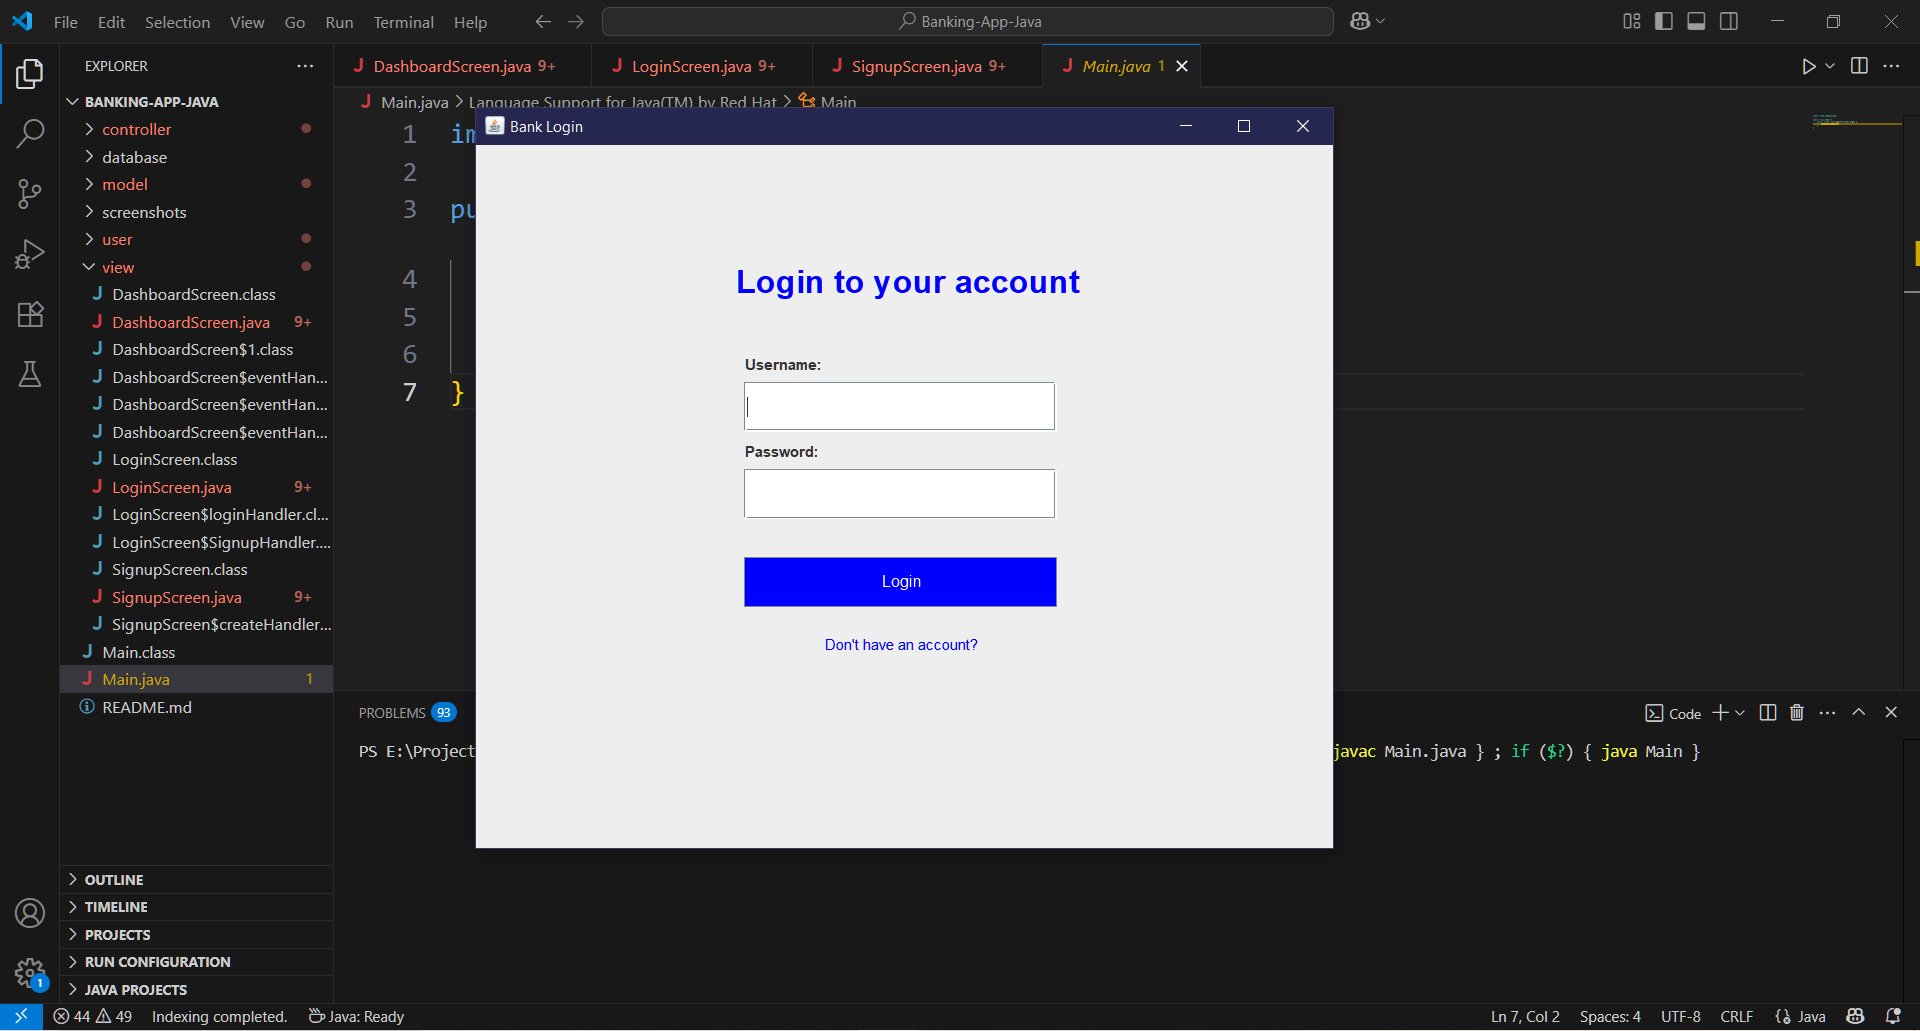 File Edit Selection View Go Run Terminal Help
Banking-App-Java
EXPLORER
BANKING-APP-JAVA
controller
database
model
screenshots
user
view
DashboardScreen.class
DashboardScreen.java 9+
DashboardScreen$1.class
DashboardScreen$eventHan...
DashboardScreen$eventHan...
DashboardScreen$eventHan...
LoginScreen.class
LoginScreen.java 9+
LoginScreen$loginHandler.cl...
LoginScreen$SignupHandler....
SignupScreen.class
SignupScreen.java 9+
SignupScreen$createHandler...
Main.class
Main.java 1
README.md
OUTLINE
TIMELINE
PROJECTS
RUN CONFIGURATION
JAVA PROJECTS
DashboardScreen.java 9+ LoginScreen.java 9+ SignupScreen.java 9+ Main.java 1
Main.java > Language Support for Java(TM) by Red Hat > Main
1 im
2
3 pu
4
5
6
7 }
Bank Login
Login to your account
Username:
Password:
Login
Don't have an account?
PROBLEMS 93
Code
PS E:\Project
javac Main.java } ; if ($?) { java Main }
1
44 49 Indexing completed. Java: Ready
Ln 7, Col 2 Spaces: 4 UTF-8 CRLF Java